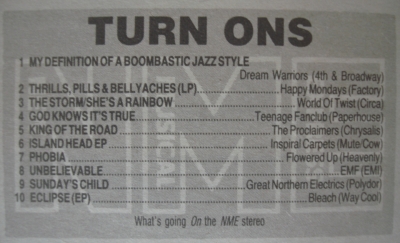 TURN ONS
1 MY DEFINITION OF A BOOMBASTIC JAZZ STYLE
Dream Warriors (4th & Broadway)
2 THRILLS, PILLS & BELLYACHES (LP)........Happy Mondays (Factory)
3 THE STORM/SHE'S A RAINBOW........World Of Twist (Circa)
4 GOD KNOWS IT'S TRUE........Teenage Fanclub (Paperhouse)
5 KING OF THE ROAD........The Proclaimers (Chrysalis)
6 ISLAND HEAD EP........Inspiral Carpets (Mute/Cow)
7 PHOBIA........Flowered Up (Heavenly)
8 UNBELIEVABLE........EMF (EMI)
9 SUNDAY'S CHILD........Great Northern Electrics (Polydor)
10 ECLIPSE (EP)........Bleach (Way Cool)
What's going On the NME stereo